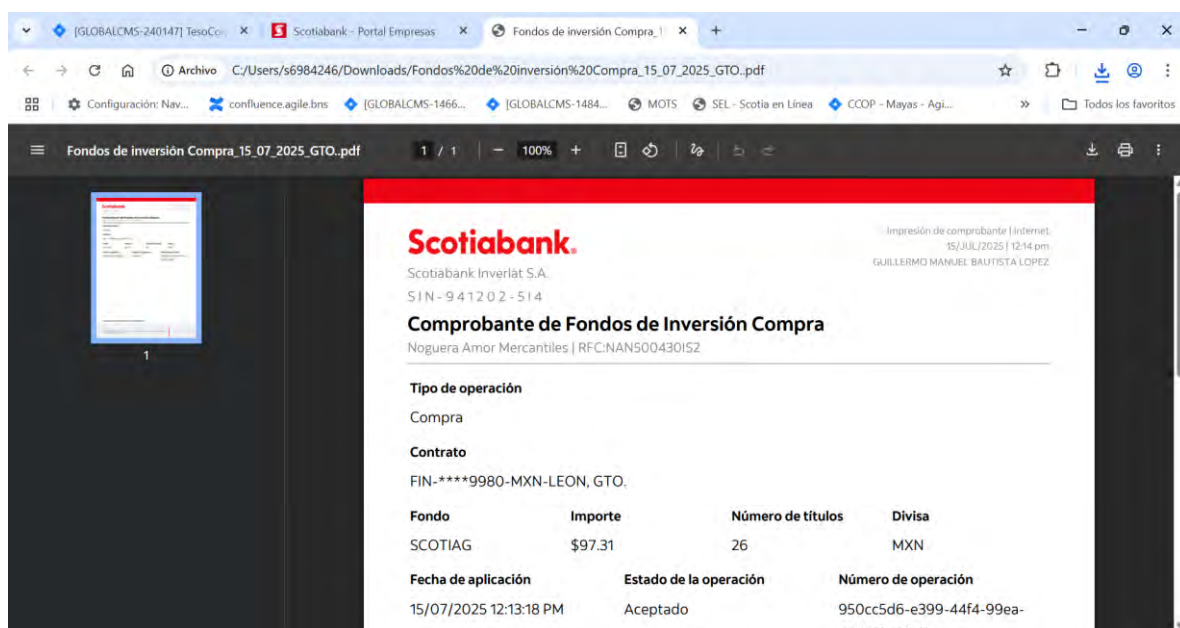 [GLOBALCMS-240147] TesoCo
Scotiabank - Portal Empresas
Fondos de inversión Compra_1
Archivo C:/Users/s6984246/Downloads/Fondos%20de%20inversión%20Compra_15_07_2025_GTO..pdf
Configuración: Nav... confluence.agile.bns [GLOBALCMS-1466... [GLOBALCMS-1484... MOTS SEL - Scotia en Línea CCOP - Mayas - Agi... » Todos los favoritos
Fondos de inversión Compra_15_07_2025_GTO..pdf 1 / 1 100%
1
Scotiabank.
Impresión de comprobante | Internet
15/JUL/2025 | 12:14 pm
GUILLERMO MANUEL BAUTISTA LOPEZ
Scotiabank Inverlat S.A.
SIN-941202-5I4
Comprobante de Fondos de Inversión Compra
Noguera Amor Mercantiles | RFC:NAN500430IS2
Tipo de operación
Compra
Contrato
FIN-****9980-MXN-LEON, GTO.
Fondo Importe Número de títulos Divisa
SCOTIAG $97.31 26 MXN
Fecha de aplicación Estado de la operación Número de operación
15/07/2025 12:13:18 PM Aceptado 950cc5d6-e399-44f4-99ea-